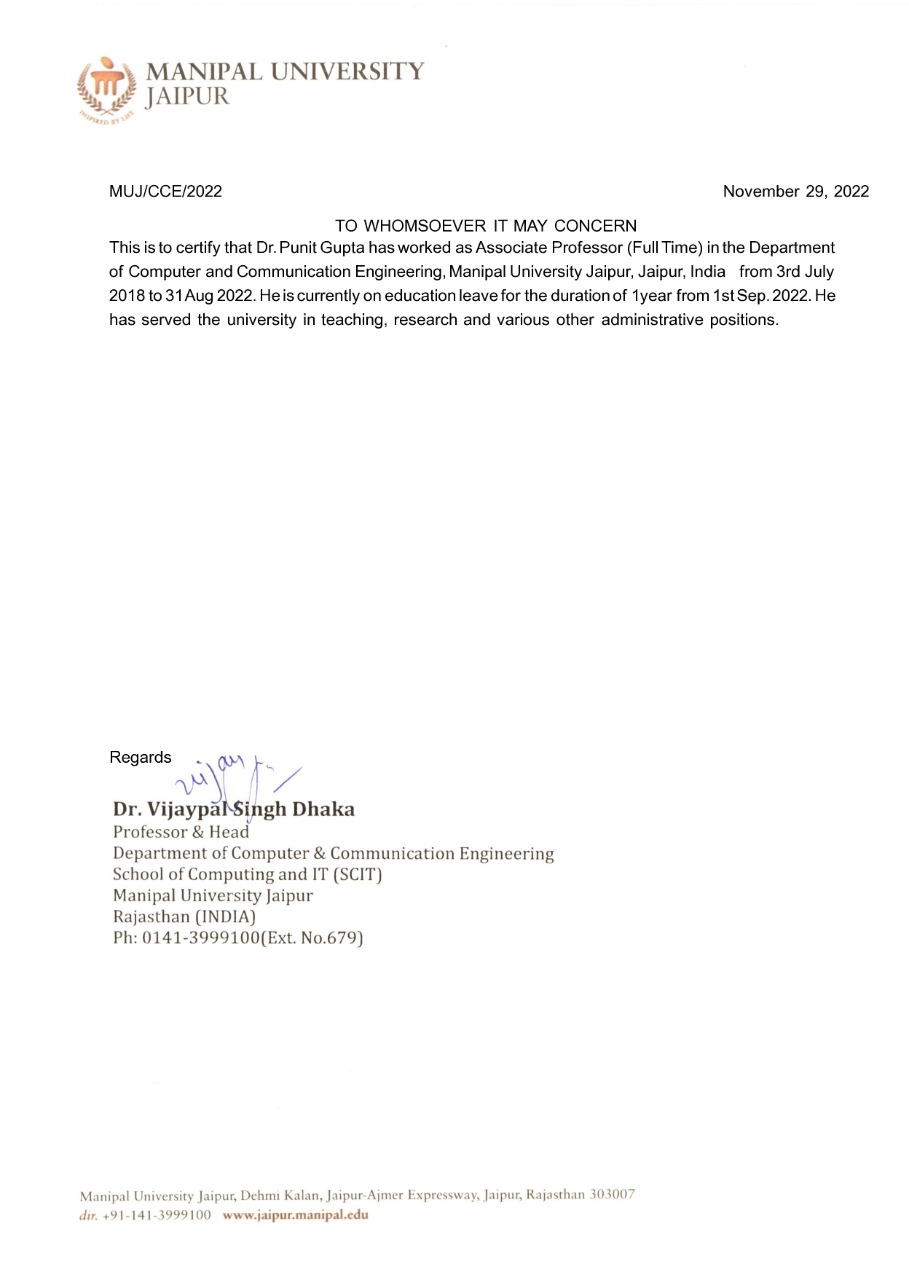 MANIPAL UNIVERSITY
JAIPUR
INSPIRED BY LIFE
MUJ/CCE/2022 November 29, 2022
TO WHOMSOEVER IT MAY CONCERN
This is to certify that Dr. Punit Gupta has worked as Associate Professor (Full Time) in the Department
of Computer and Communication Engineering, Manipal University Jaipur, Jaipur, India from 3rd July
2018 to 31 Aug 2022. He is currently on education leave for the duration of 1year from 1st Sep. 2022. He
has served the university in teaching, research and various other administrative positions.
Regards
Dr. Vijaypal Singh Dhaka
Professor & Head
Department of Computer & Communication Engineering
School of Computing and IT (SCIT)
Manipal University Jaipur
Rajasthan (INDIA)
Ph: 0141-3999100(Ext. No.679)
Manipal University Jaipur, Dehmi Kalan, Jaipur-Ajmer Expressway, Jaipur, Rajasthan 303007
dir. +91-141-3999100 www.jaipur.manipal.edu